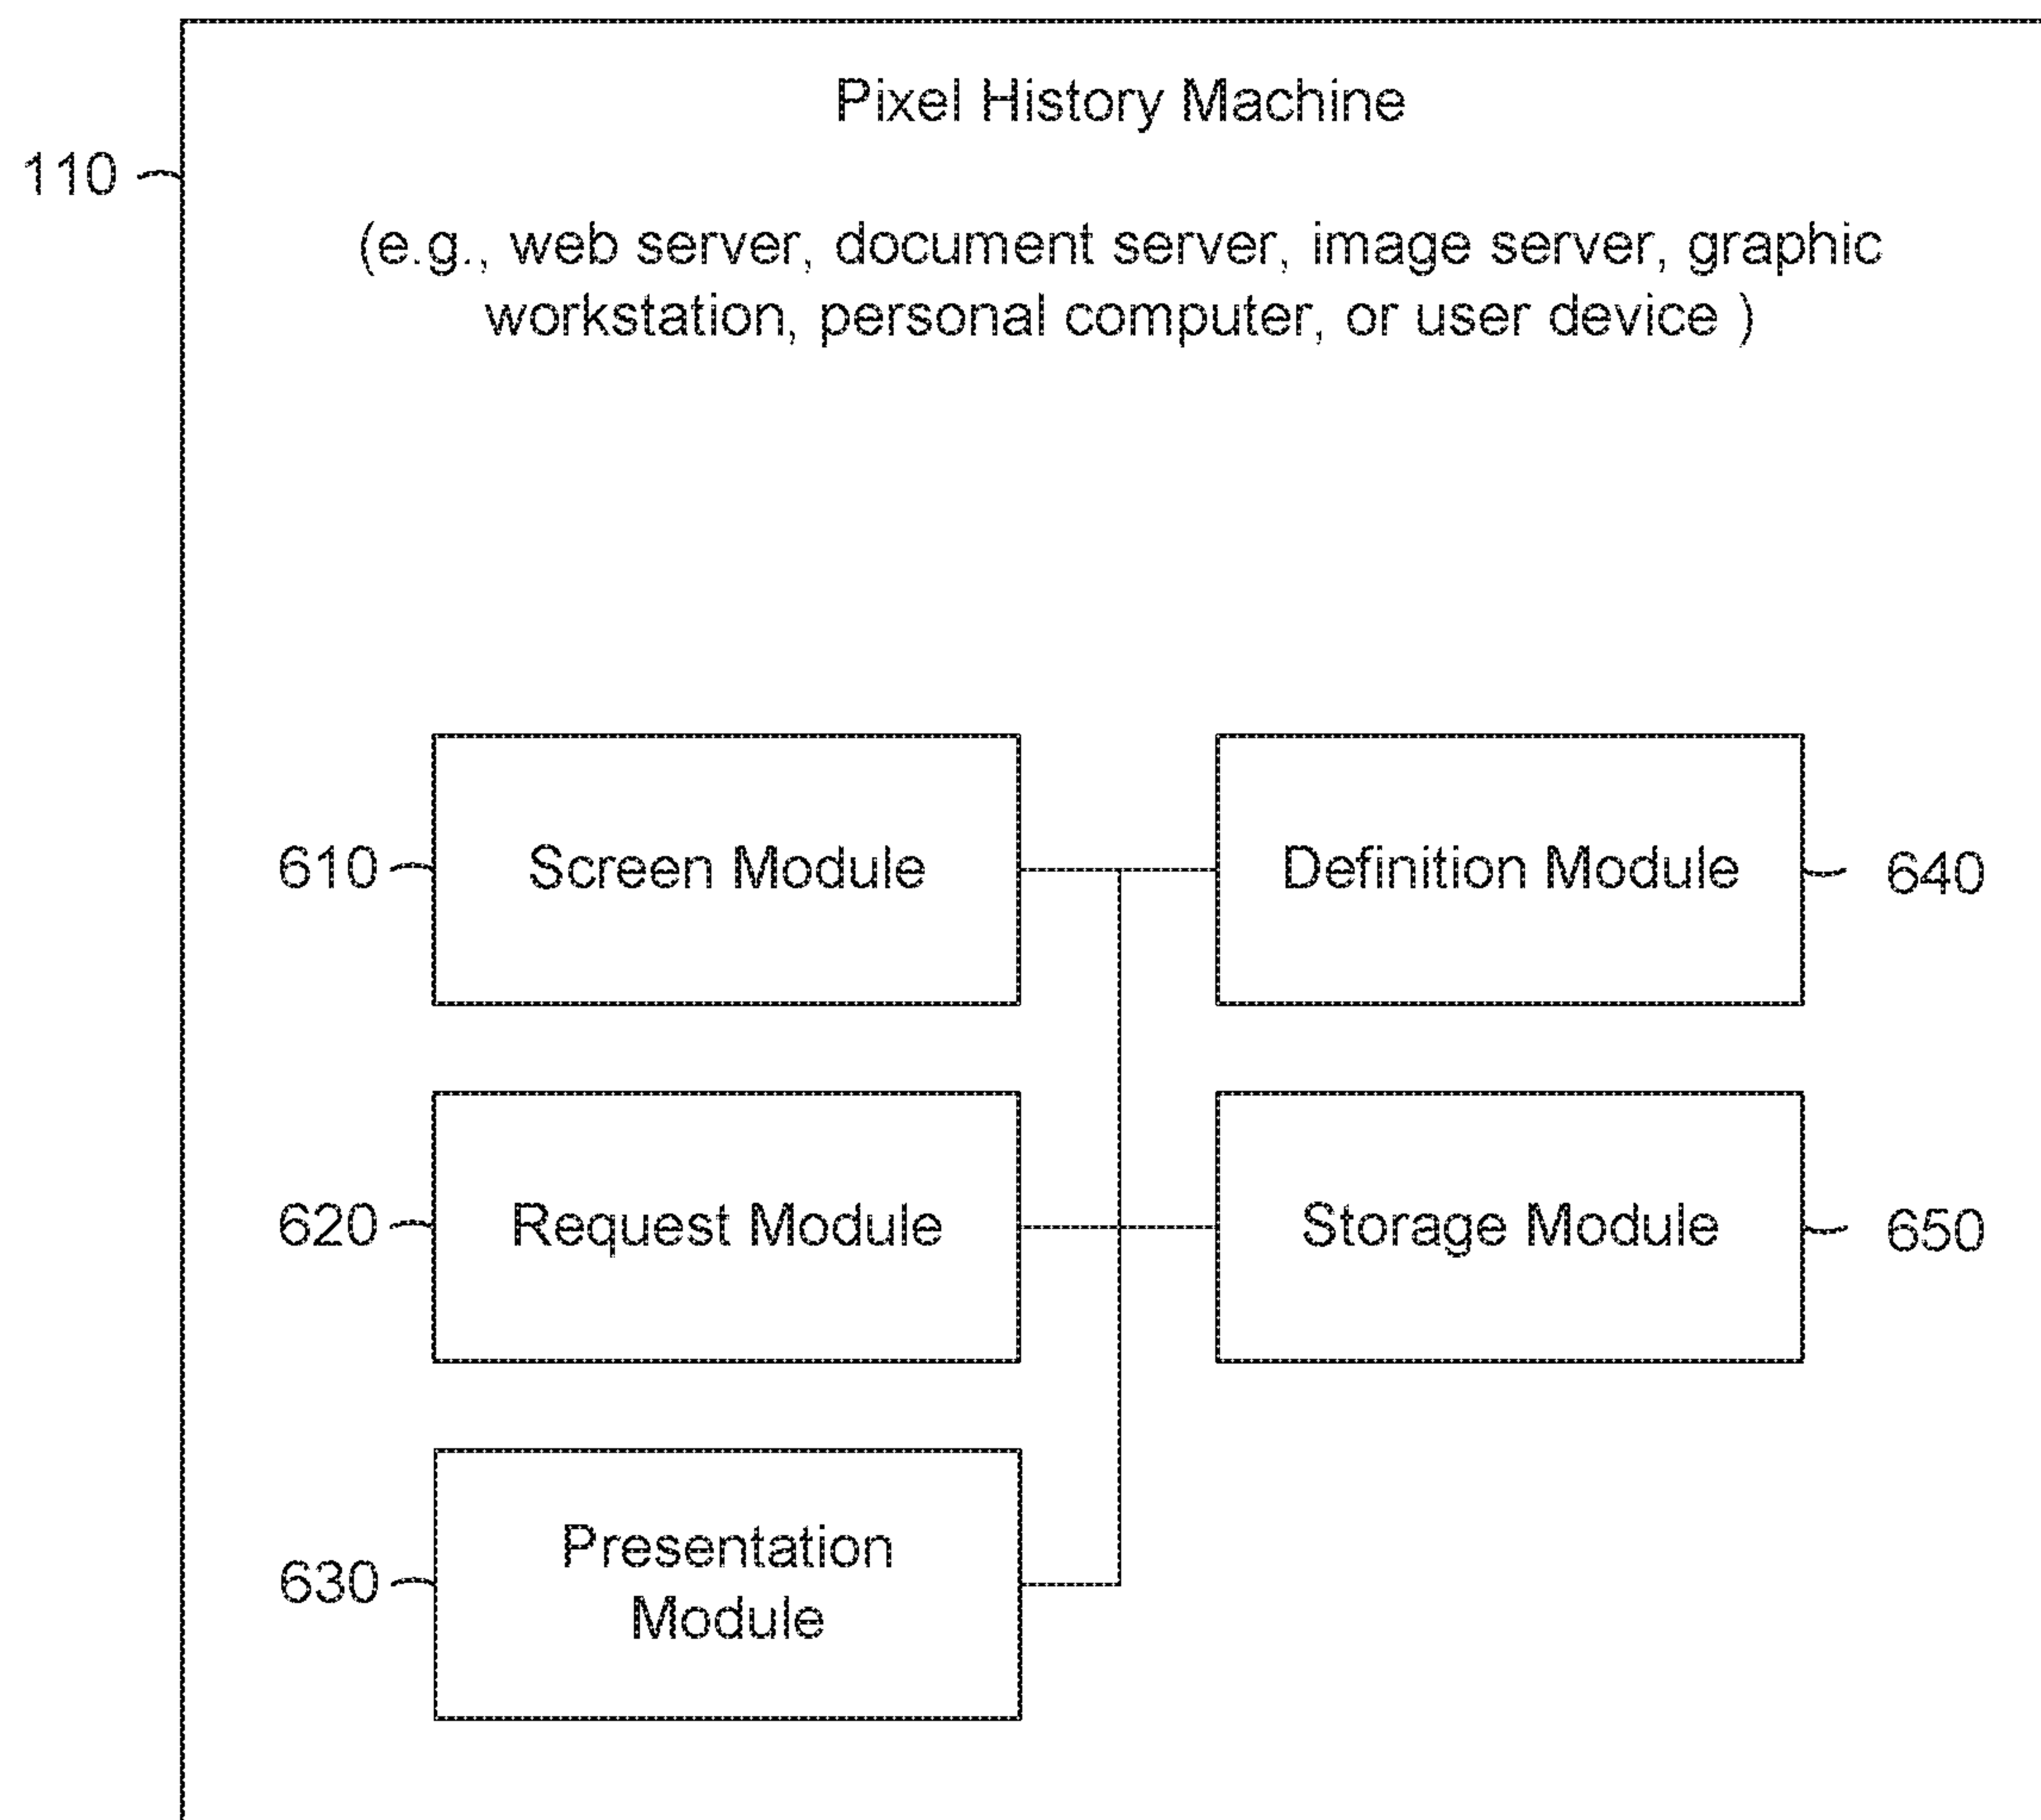 Pixel History Machine
110
(e.g., web server, document server, image server, graphic
workstation, personal computer, or user device )
610
Screen Module
Definition Module
640
620
Request Module
Storage Module
650
630
Presentation
Module